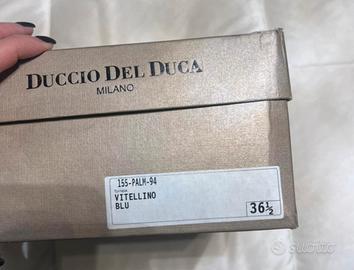 DUCCIO DEL DUCA
MILANO
155-PALM-94
VITELLINO
BLU
36½
subito